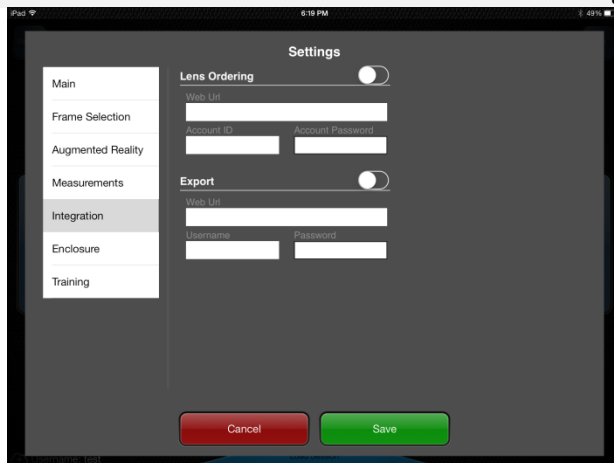 iPad 6:19 PM 49%
Settings
Main
Frame Selection
Augmented Reality
Measurements
Integration
Enclosure
Training
Lens Ordering
Web Url
Account ID Account Password
Export
Web Url
Username Password
Cancel Save
Username: test